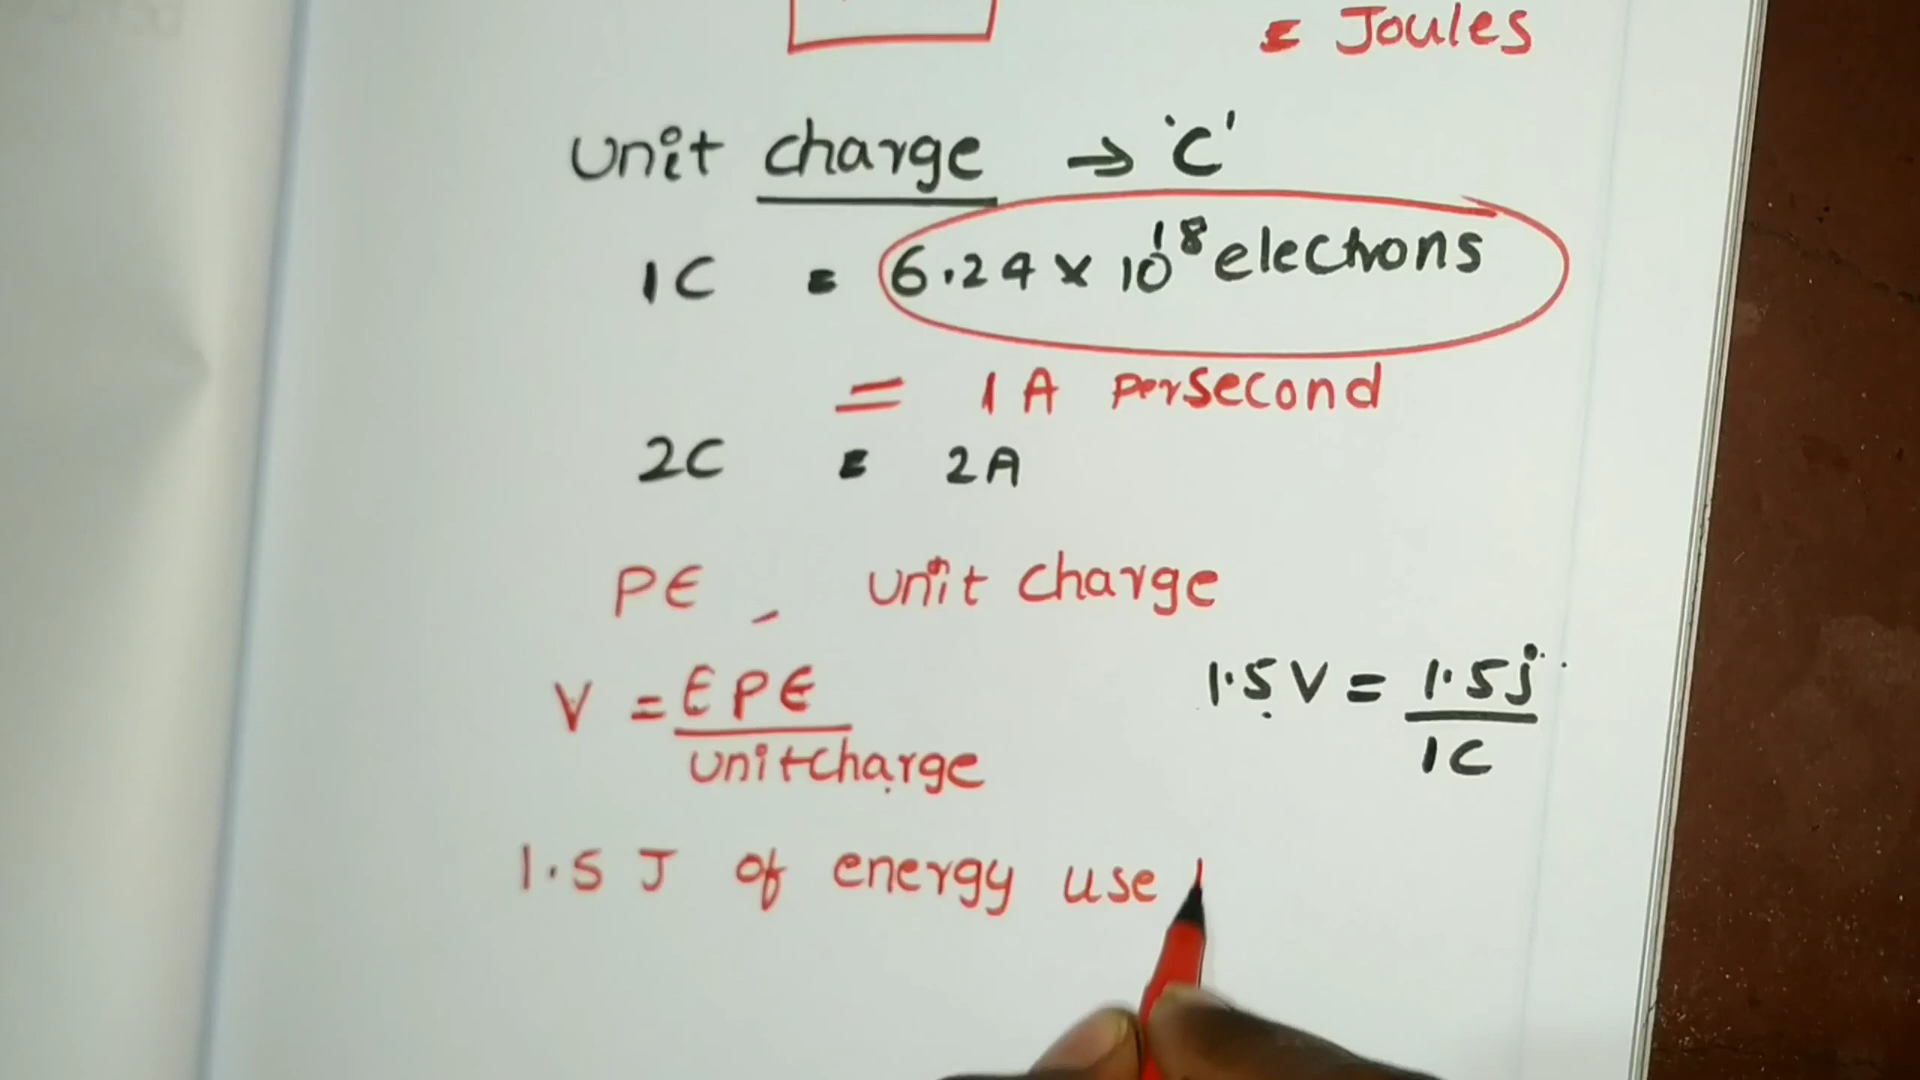 = Joules
Unit charge → 'C'
1C = 6.24 × 10¹⁸ electrons
= 1A Persecond
2C = 2A
PE - unit charge
V = EPE / unitcharge
1.5V = 1.5j / 1C
1.5 J of energy use